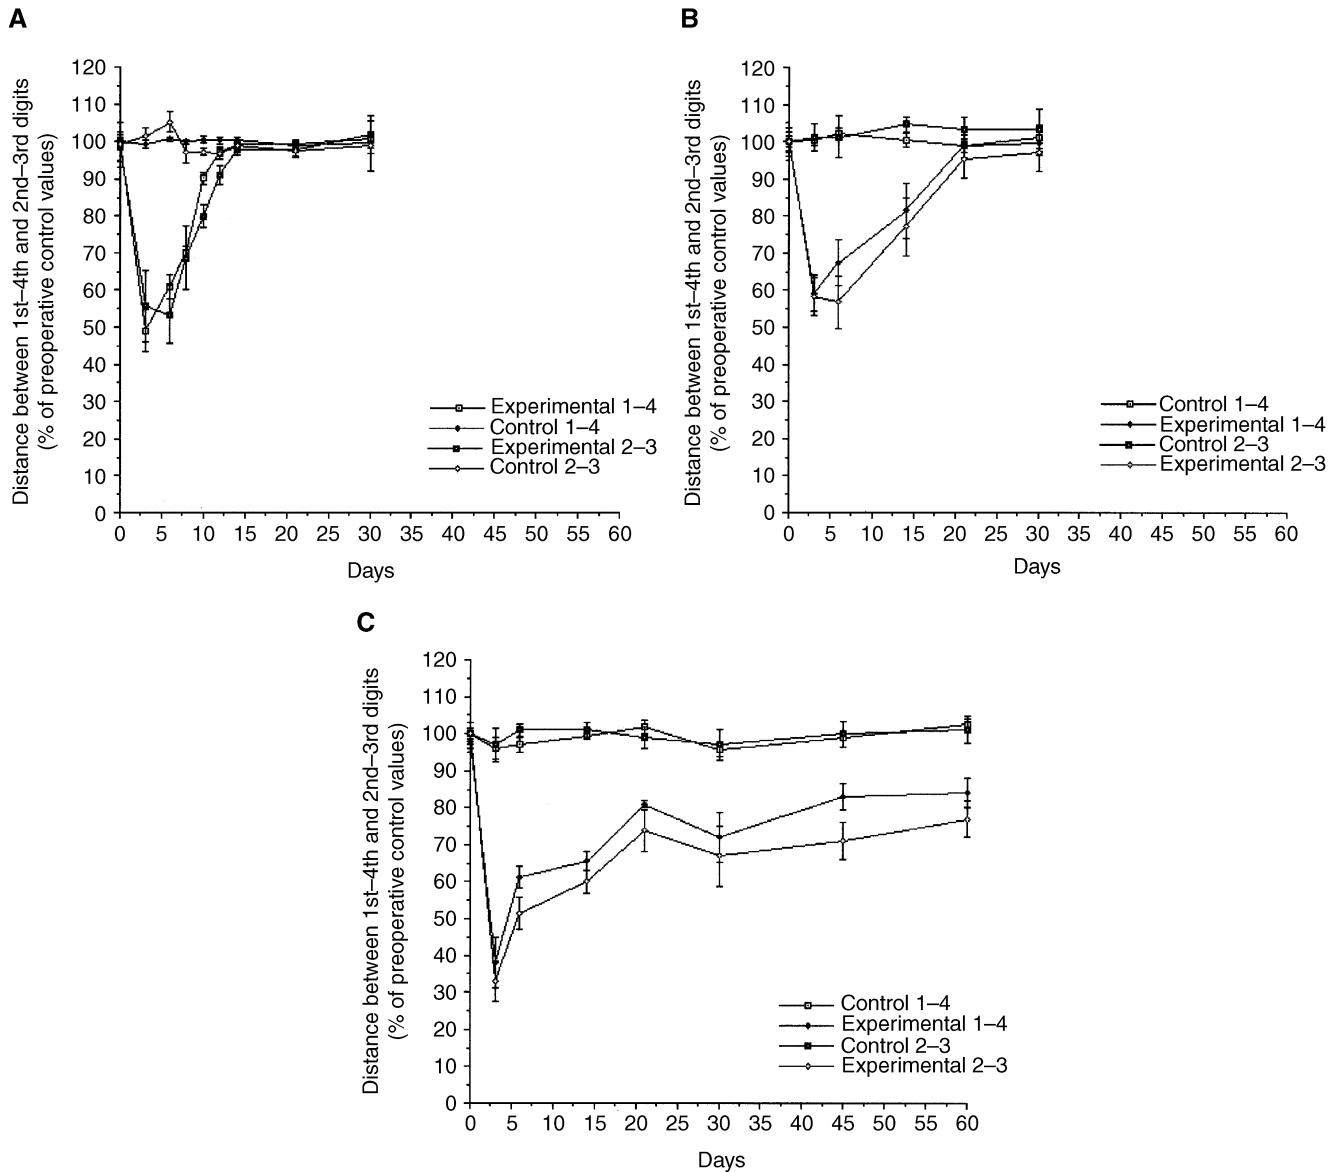 A
Distance between 1st–4th and 2nd–3rd digits
(% of preoperative control values)
120
110
100
90
80
70
60
50
40
30
20
10
0
0 5 10 15 20 25 30 35 40 45 50 55 60
Days
Experimental 1–4
Control 1–4
Experimental 2–3
Control 2–3
B
Distance between 1st–4th and 2nd–3rd digits
(% of preoperative control values)
120
110
100
90
80
70
60
50
40
30
20
10
0
0 5 10 15 20 25 30 35 40 45 50 55 60
Days
Control 1–4
Experimental 1–4
Control 2–3
Experimental 2–3
C
Distance between 1st–4th and 2nd–3rd digits
(% of preoperative control values)
120
110
100
90
80
70
60
50
40
30
20
10
0
0 5 10 15 20 25 30 35 40 45 50 55 60
Days
Control 1–4
Experimental 1–4
Control 2–3
Experimental 2–3